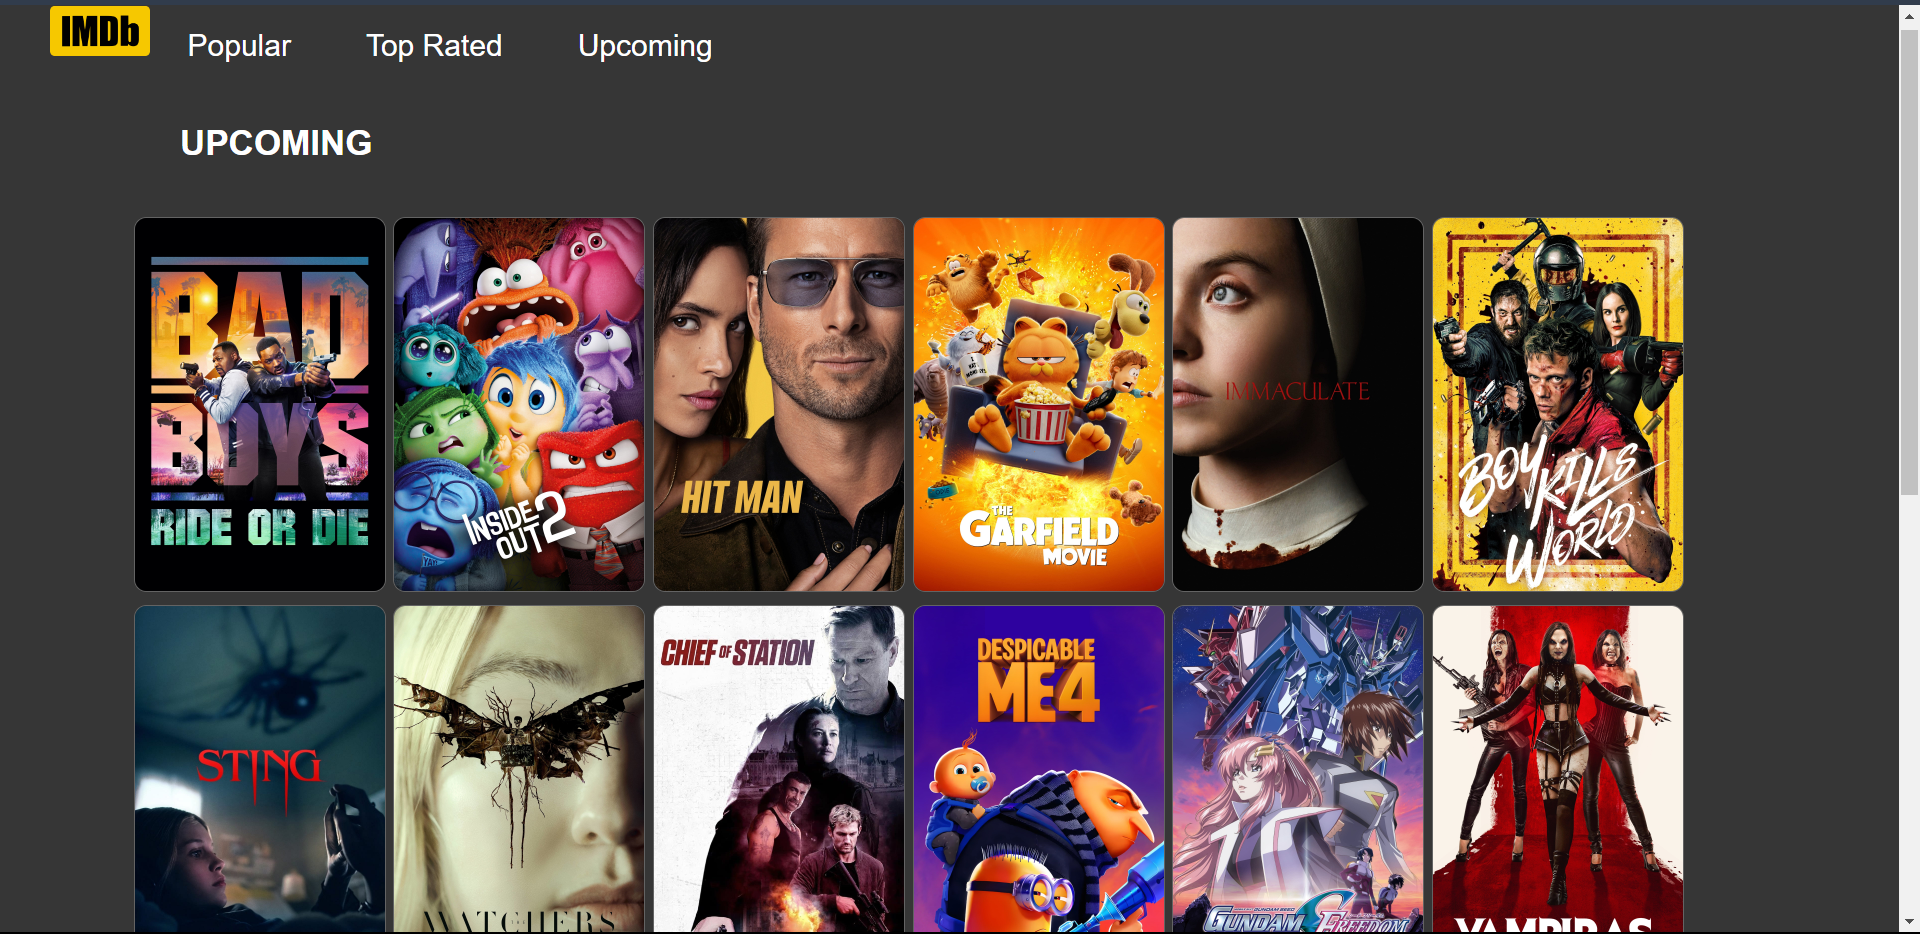 IMDb
Popular
Top Rated
Upcoming
UPCOMING
BAD
BOYS
RIDE OR DIE
INSIDE
OUT 2
HIT MAN
THE
GARFIELD
MOVIE
IMMACULATE
BOY
KILLS
WORLD
STING
WATCHERS
CHIEF OF STATION
DESPICABLE
ME 4
GUNDAM SEED
FREEDOM
VAMPIRAS